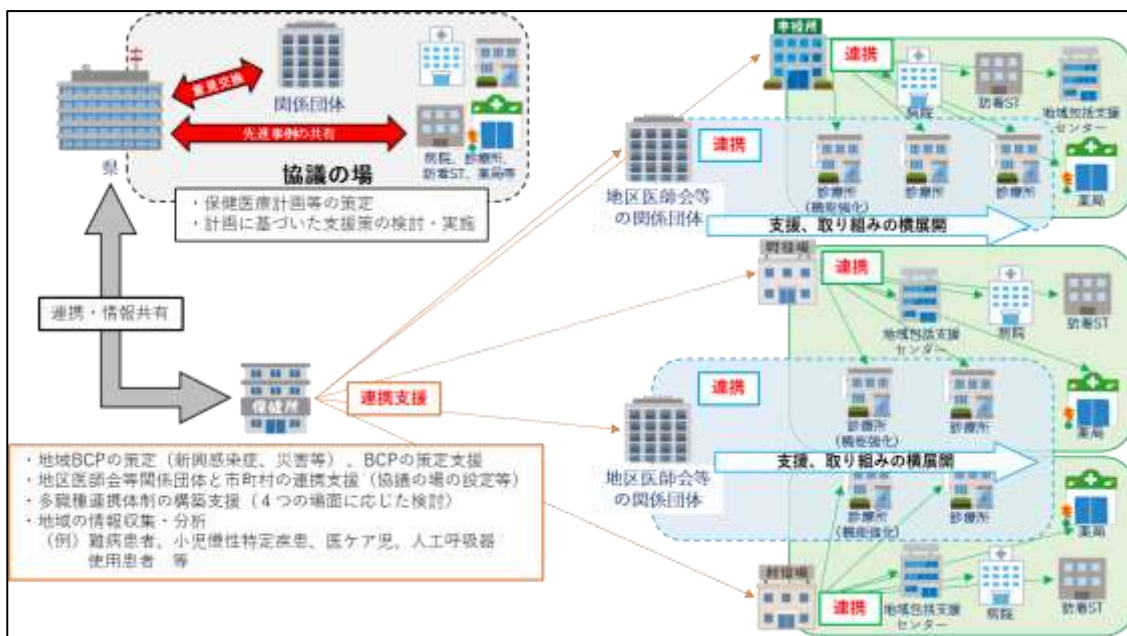 意見交換
関係団体
先進事例の共有
県
病院、診療所、
訪看ST、薬局等
協議の場
・保健医療計画等の策定
・計画に基づいた支援策の検討・実施
連携・情報共有
保健所
連携支援
・地域BCPの策定（新興感染症、災害等）、BCPの策定支援
・地区医師会等関係団体と市町村の連携支援（協議の場の設定等）
・多職種連携体制の構築支援（４つの場面に応じた検討）
・地域の情報収集・分析
（例）難病患者、小児慢性特定疾患、医ケア児、人工呼吸器
使用患者　等
市役所
連携
病院
訪看ST
地域包括支援
センター
連携
地区医師会等
の関係団体
診療所
(機能強化)
診療所
診療所
薬局
支援、取り組みの横展開
町役場
連携
地域包括支援
センター
病院
訪看ST
連携
地区医師会等
の関係団体
診療所
(機能強化)
診療所
薬局
支援、取り組みの横展開
診療所
(機能強化)
診療所
薬局
村役場
連携
地域包括支援
センター
病院
訪看ST